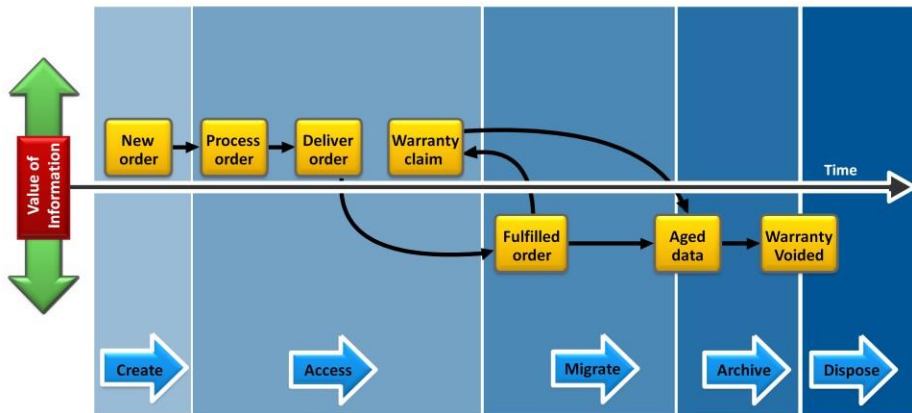 Value of
Information
New
order
Process
order
Deliver
order
Warranty
claim
Time
Fulfilled
order
Aged
data
Warranty
Voided
Create
Access
Migrate
Archive
Dispose